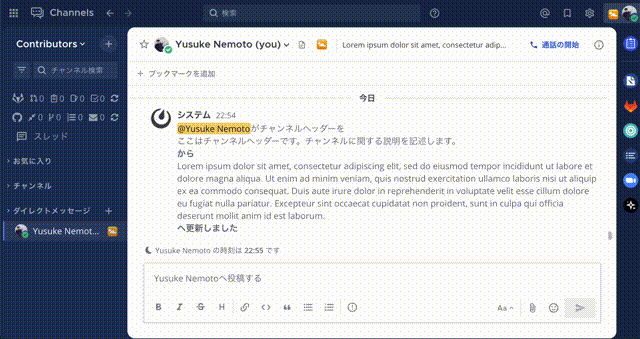 Channels
検索
Contributors
チャンネル検索
0 0 0 0
0 0 0 0
スレッド
お気に入り
チャンネル
ダイレクトメッセージ
Yusuke Nemot...
Yusuke Nemoto (you)
Lorem ipsum dolor sit amet, consectetur adip...
通話の開始
ブックマークを追加
今日
システム 22:54
@Yusuke Nemotoがチャンネルヘッダーを
ここはチャンネルヘッダーです。チャンネルに関する説明を記述します。
から
Lorem ipsum dolor sit amet, consectetur adipiscing elit, sed do eiusmod tempor incididunt ut labore et
dolore magna aliqua. Ut enim ad minim veniam, quis nostrud exercitation ullamco laboris nisi ut aliquip
ex ea commodo consequat. Duis aute irure dolor in reprehenderit in voluptate velit esse cillum dolore
eu fugiat nulla pariatur. Excepteur sint occaecat cupidatat non proident, sunt in culpa qui officia
deserunt mollit anim id est laborum.
へ更新しました
Yusuke Nemoto の時刻は 22:55 です
Yusuke Nemotoへ投稿する
B I S H
Aa